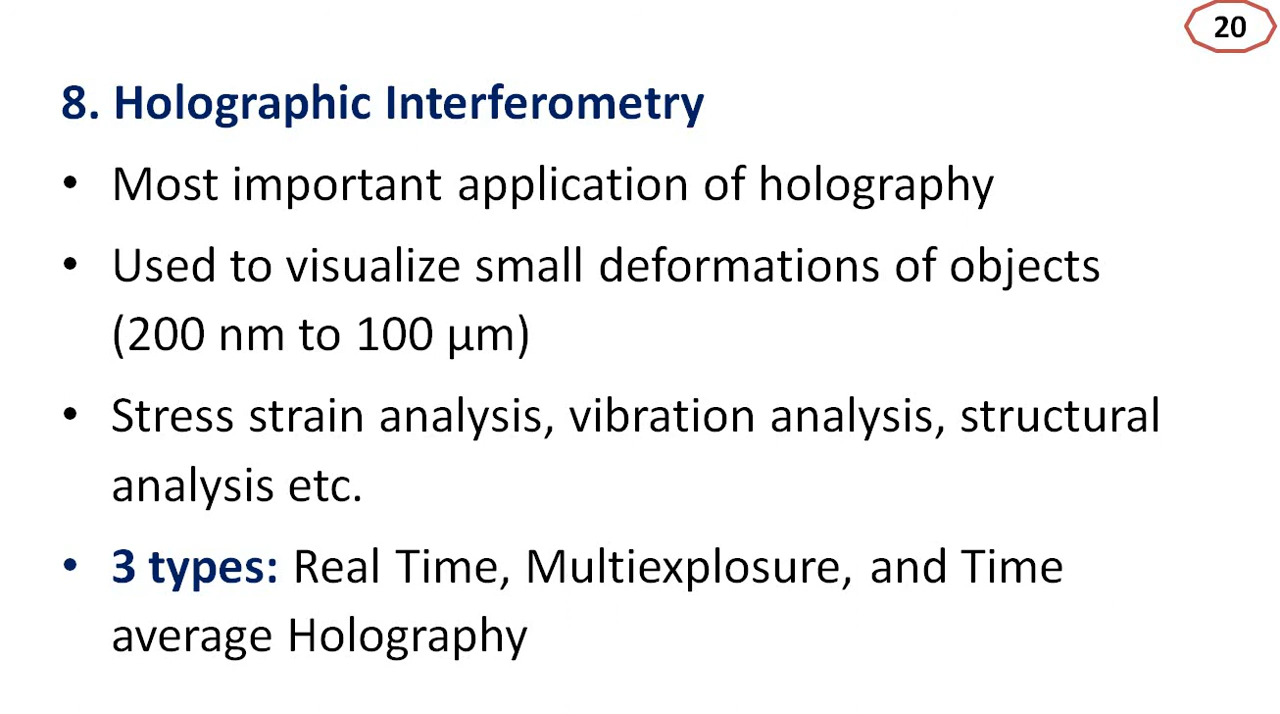 20
8. Holographic Interferometry
• Most important application of holography
• Used to visualize small deformations of objects
(200 nm to 100 µm)
• Stress strain analysis, vibration analysis, structural
analysis etc.
• 3 types: Real Time, Multiexplosure, and Time
average Holography